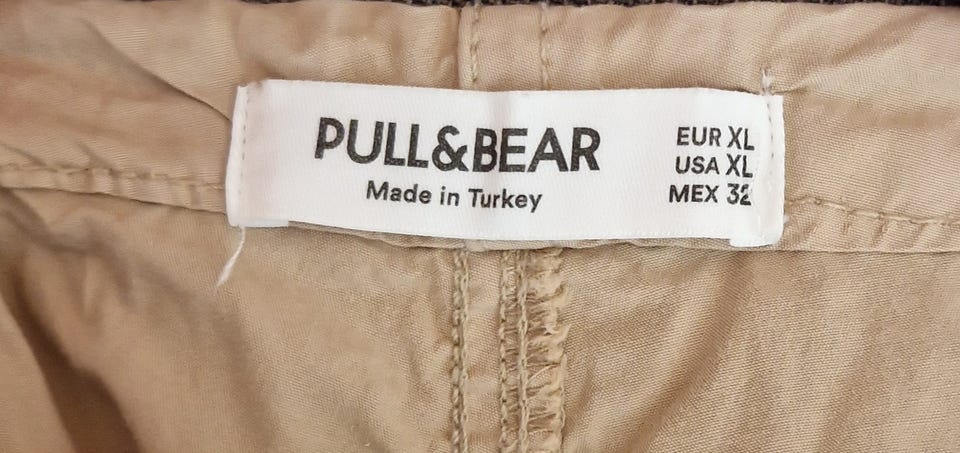 PULL&BEAR
Made in Turkey
EUR XL
USA XL
MEX 32